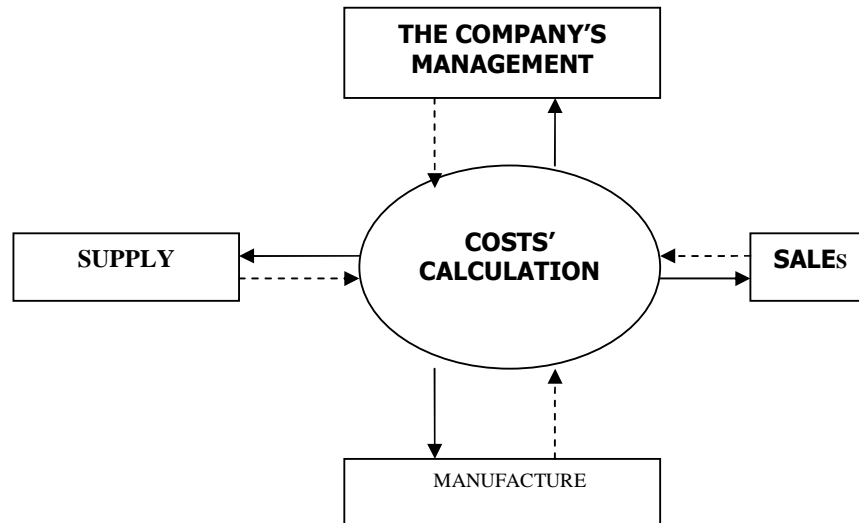 THE COMPANY’S
MANAGEMENT
COSTS’
CALCULATION
SUPPLY
SALES
MANUFACTURE